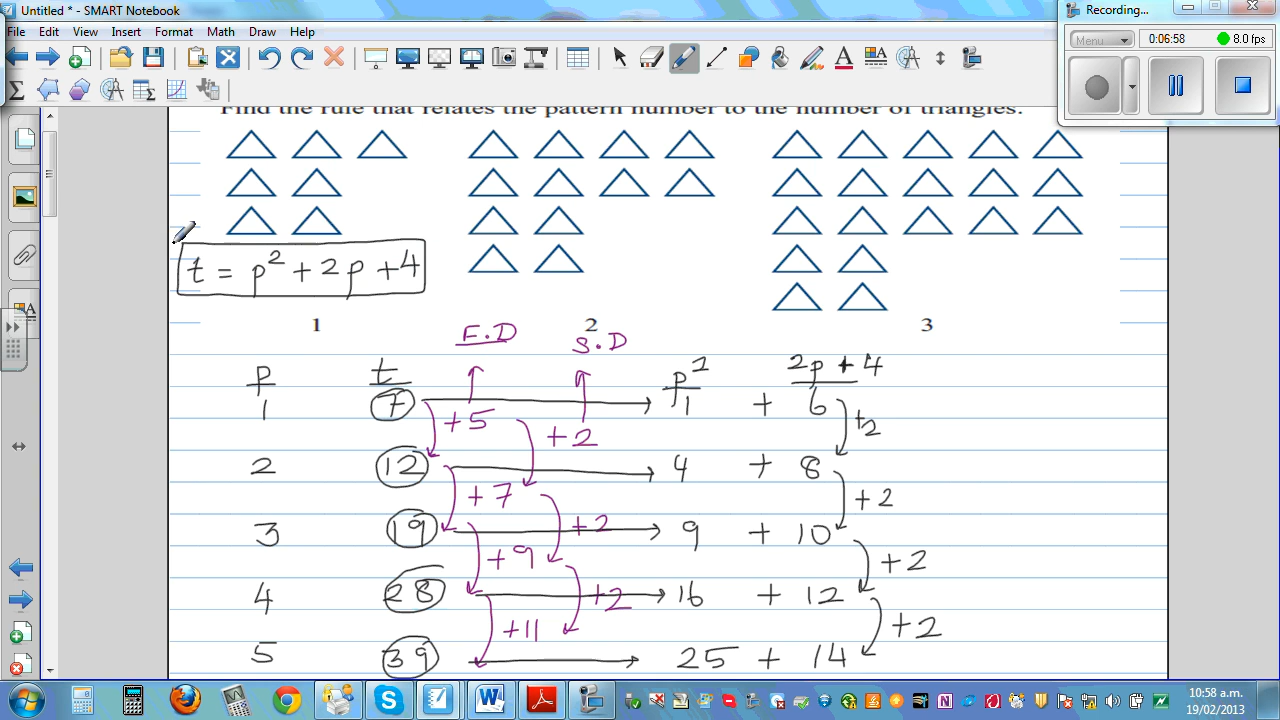 Untitled * - SMART Notebook
Recording...
File Edit View Insert Format Math Draw Help
Menu 0:06:58 8.0 fps
Find the rule that relates the pattern number to the number of triangles.
t = p² + 2p + 4
1 2 3
F.D S.D
p t p² 2p + 4
1 7 1 + 6
+5 +2 +2
2 12 4 + 8
+7 +2
3 19 +2 9 + 10
+9 +2
4 28 +2 16 + 12
+11 +2
5 39 25 + 14
10:58 a.m.
19/02/2013